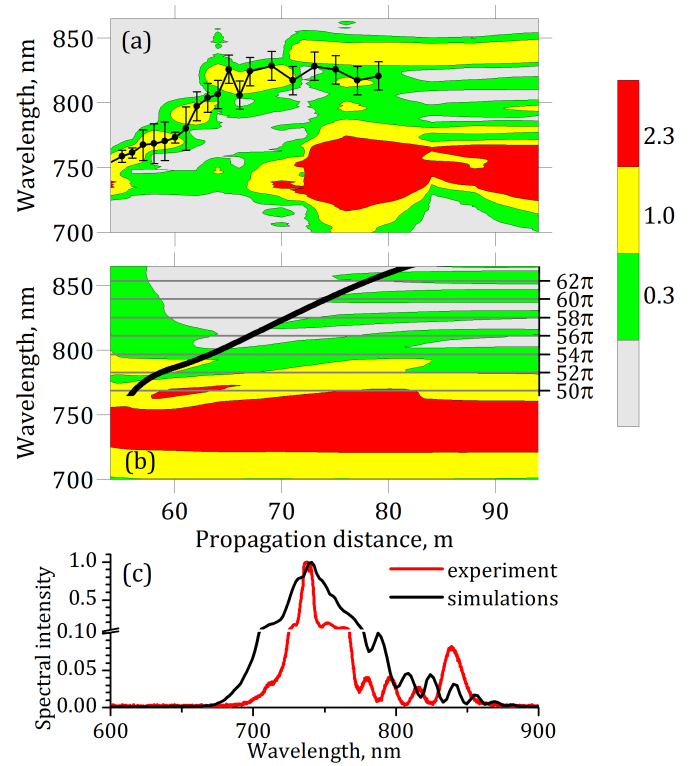 (a)
Wavelength, nm
850
800
750
700
2.3
1.0
0.3
(b)
Wavelength, nm
850
800
750
700
62π
60π
58π
56π
54π
52π
50π
60 70 80 90
Propagation distance, m
(c)
Spectral intensity
1.0
0.5
0.10
0.05
0.00
experiment
simulations
600 700 800 900
Wavelength, nm